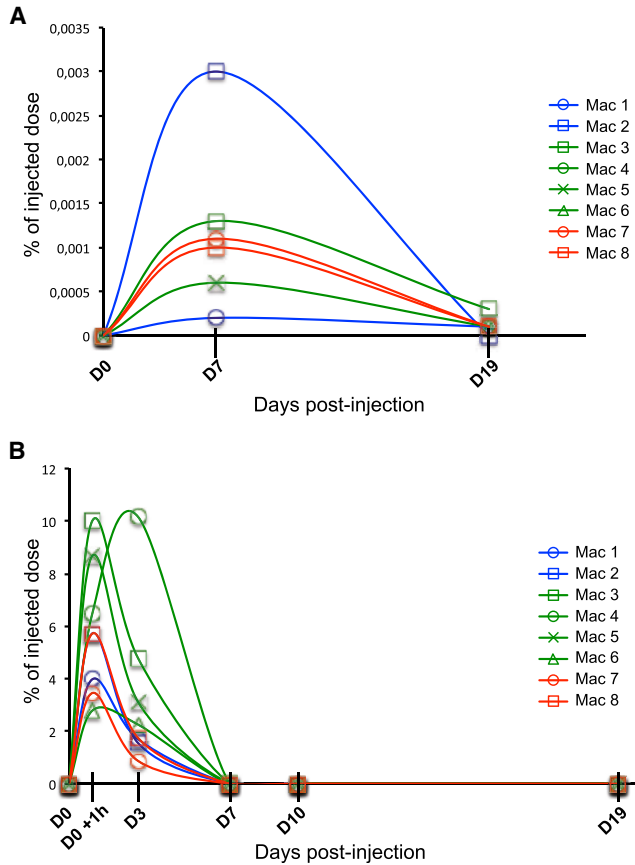 A
% of injected dose
0,0035
0,003
0,0025
0,002
0,0015
0,001
0,0005
0
D0
D7
D19
Days post-injection
Mac 1
Mac 2
Mac 3
Mac 4
Mac 5
Mac 6
Mac 7
Mac 8
B
% of injected dose
12
10
8
6
4
2
0
D0
D0 +1h
D3
D7
D10
D19
Days post-injection
Mac 1
Mac 2
Mac 3
Mac 4
Mac 5
Mac 6
Mac 7
Mac 8